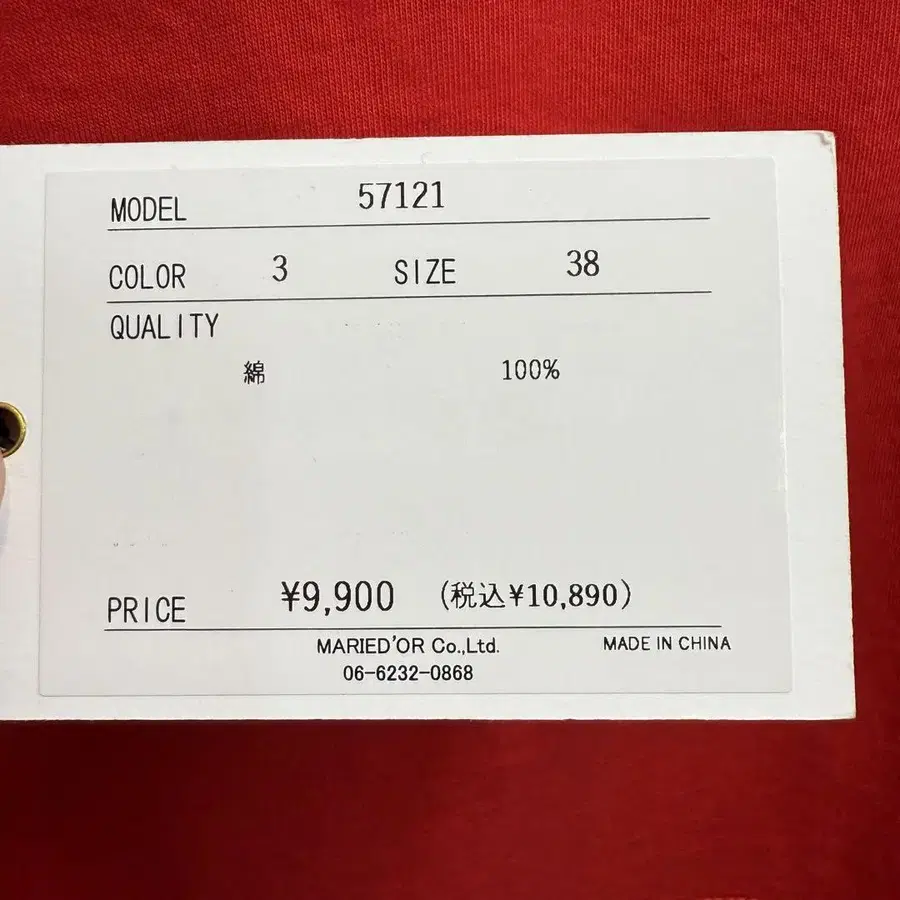 MODEL 57121
COLOR 3 SIZE 38
QUALITY
綿 100%
PRICE ¥9,900 (税込¥10,890)
MARIED'OR Co.,Ltd. MADE IN CHINA
06-6232-0868